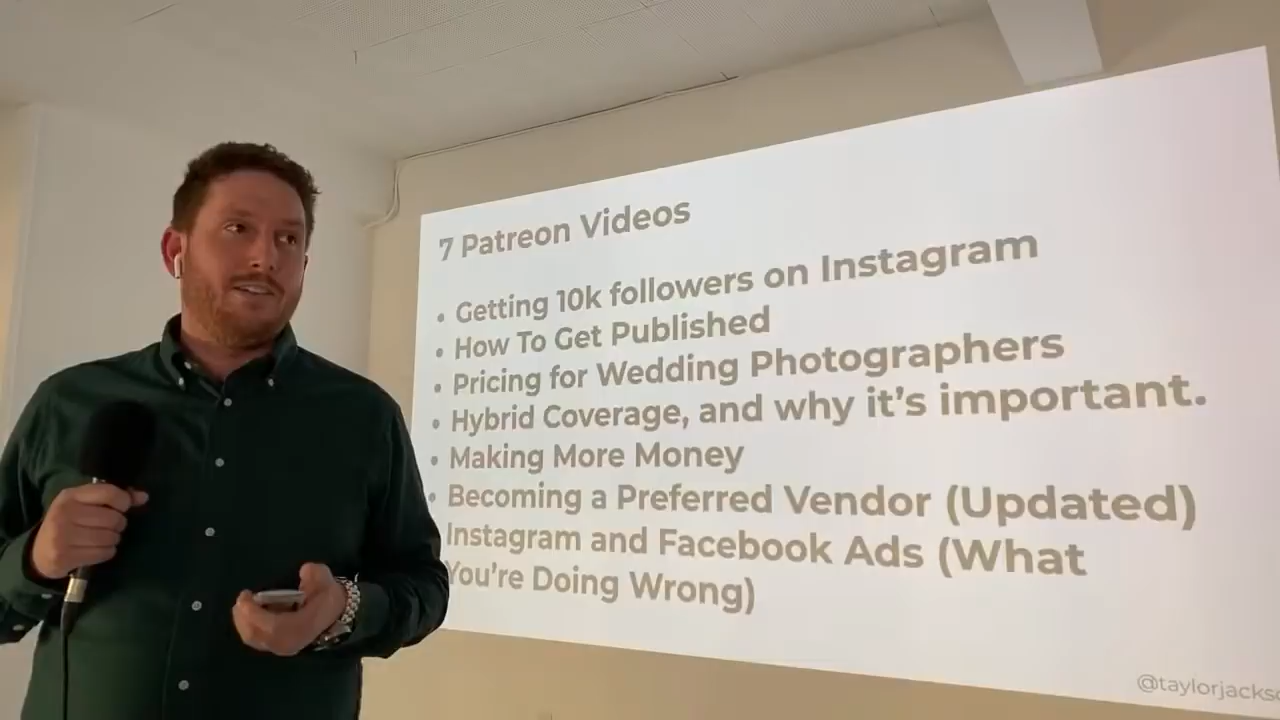 7 Patreon Videos
• Getting 10k followers on Instagram
• How To Get Published
• Pricing for Wedding Photographers
• Hybrid Coverage, and why it's important.
• Making More Money
• Becoming a Preferred Vendor (Updated)
Instagram and Facebook Ads (What
You're Doing Wrong)
@taylorjackso